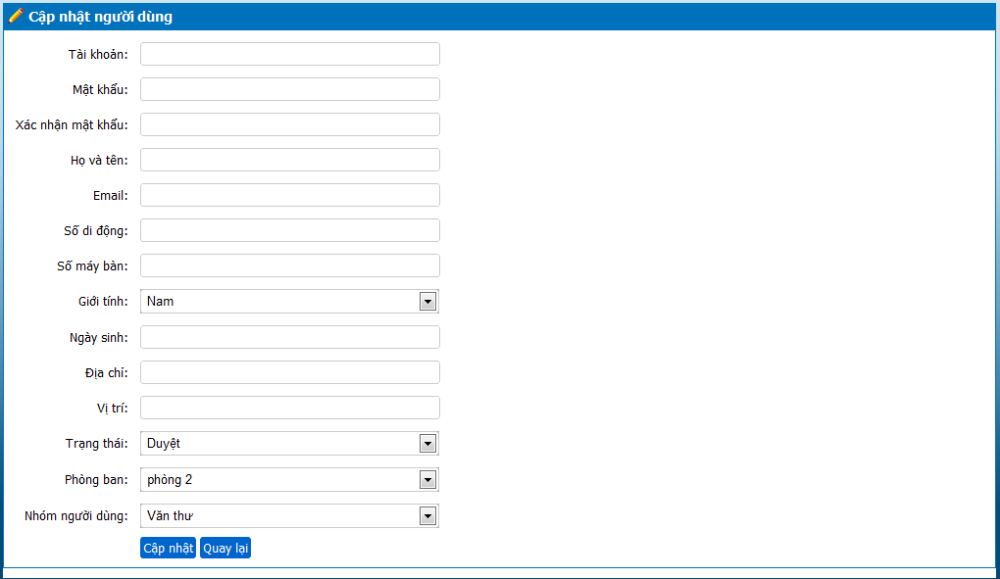 Cập nhật người dùng
Tài khoản:
Mật khẩu:
Xác nhận mật khẩu:
Họ và tên:
Email:
Số di động:
Số máy bàn:
Giới tính: Nam
Ngày sinh:
Địa chỉ:
Vị trí:
Trạng thái: Duyệt
Phòng ban: phòng 2
Nhóm người dùng: Văn thư
Cập nhật Quay lại